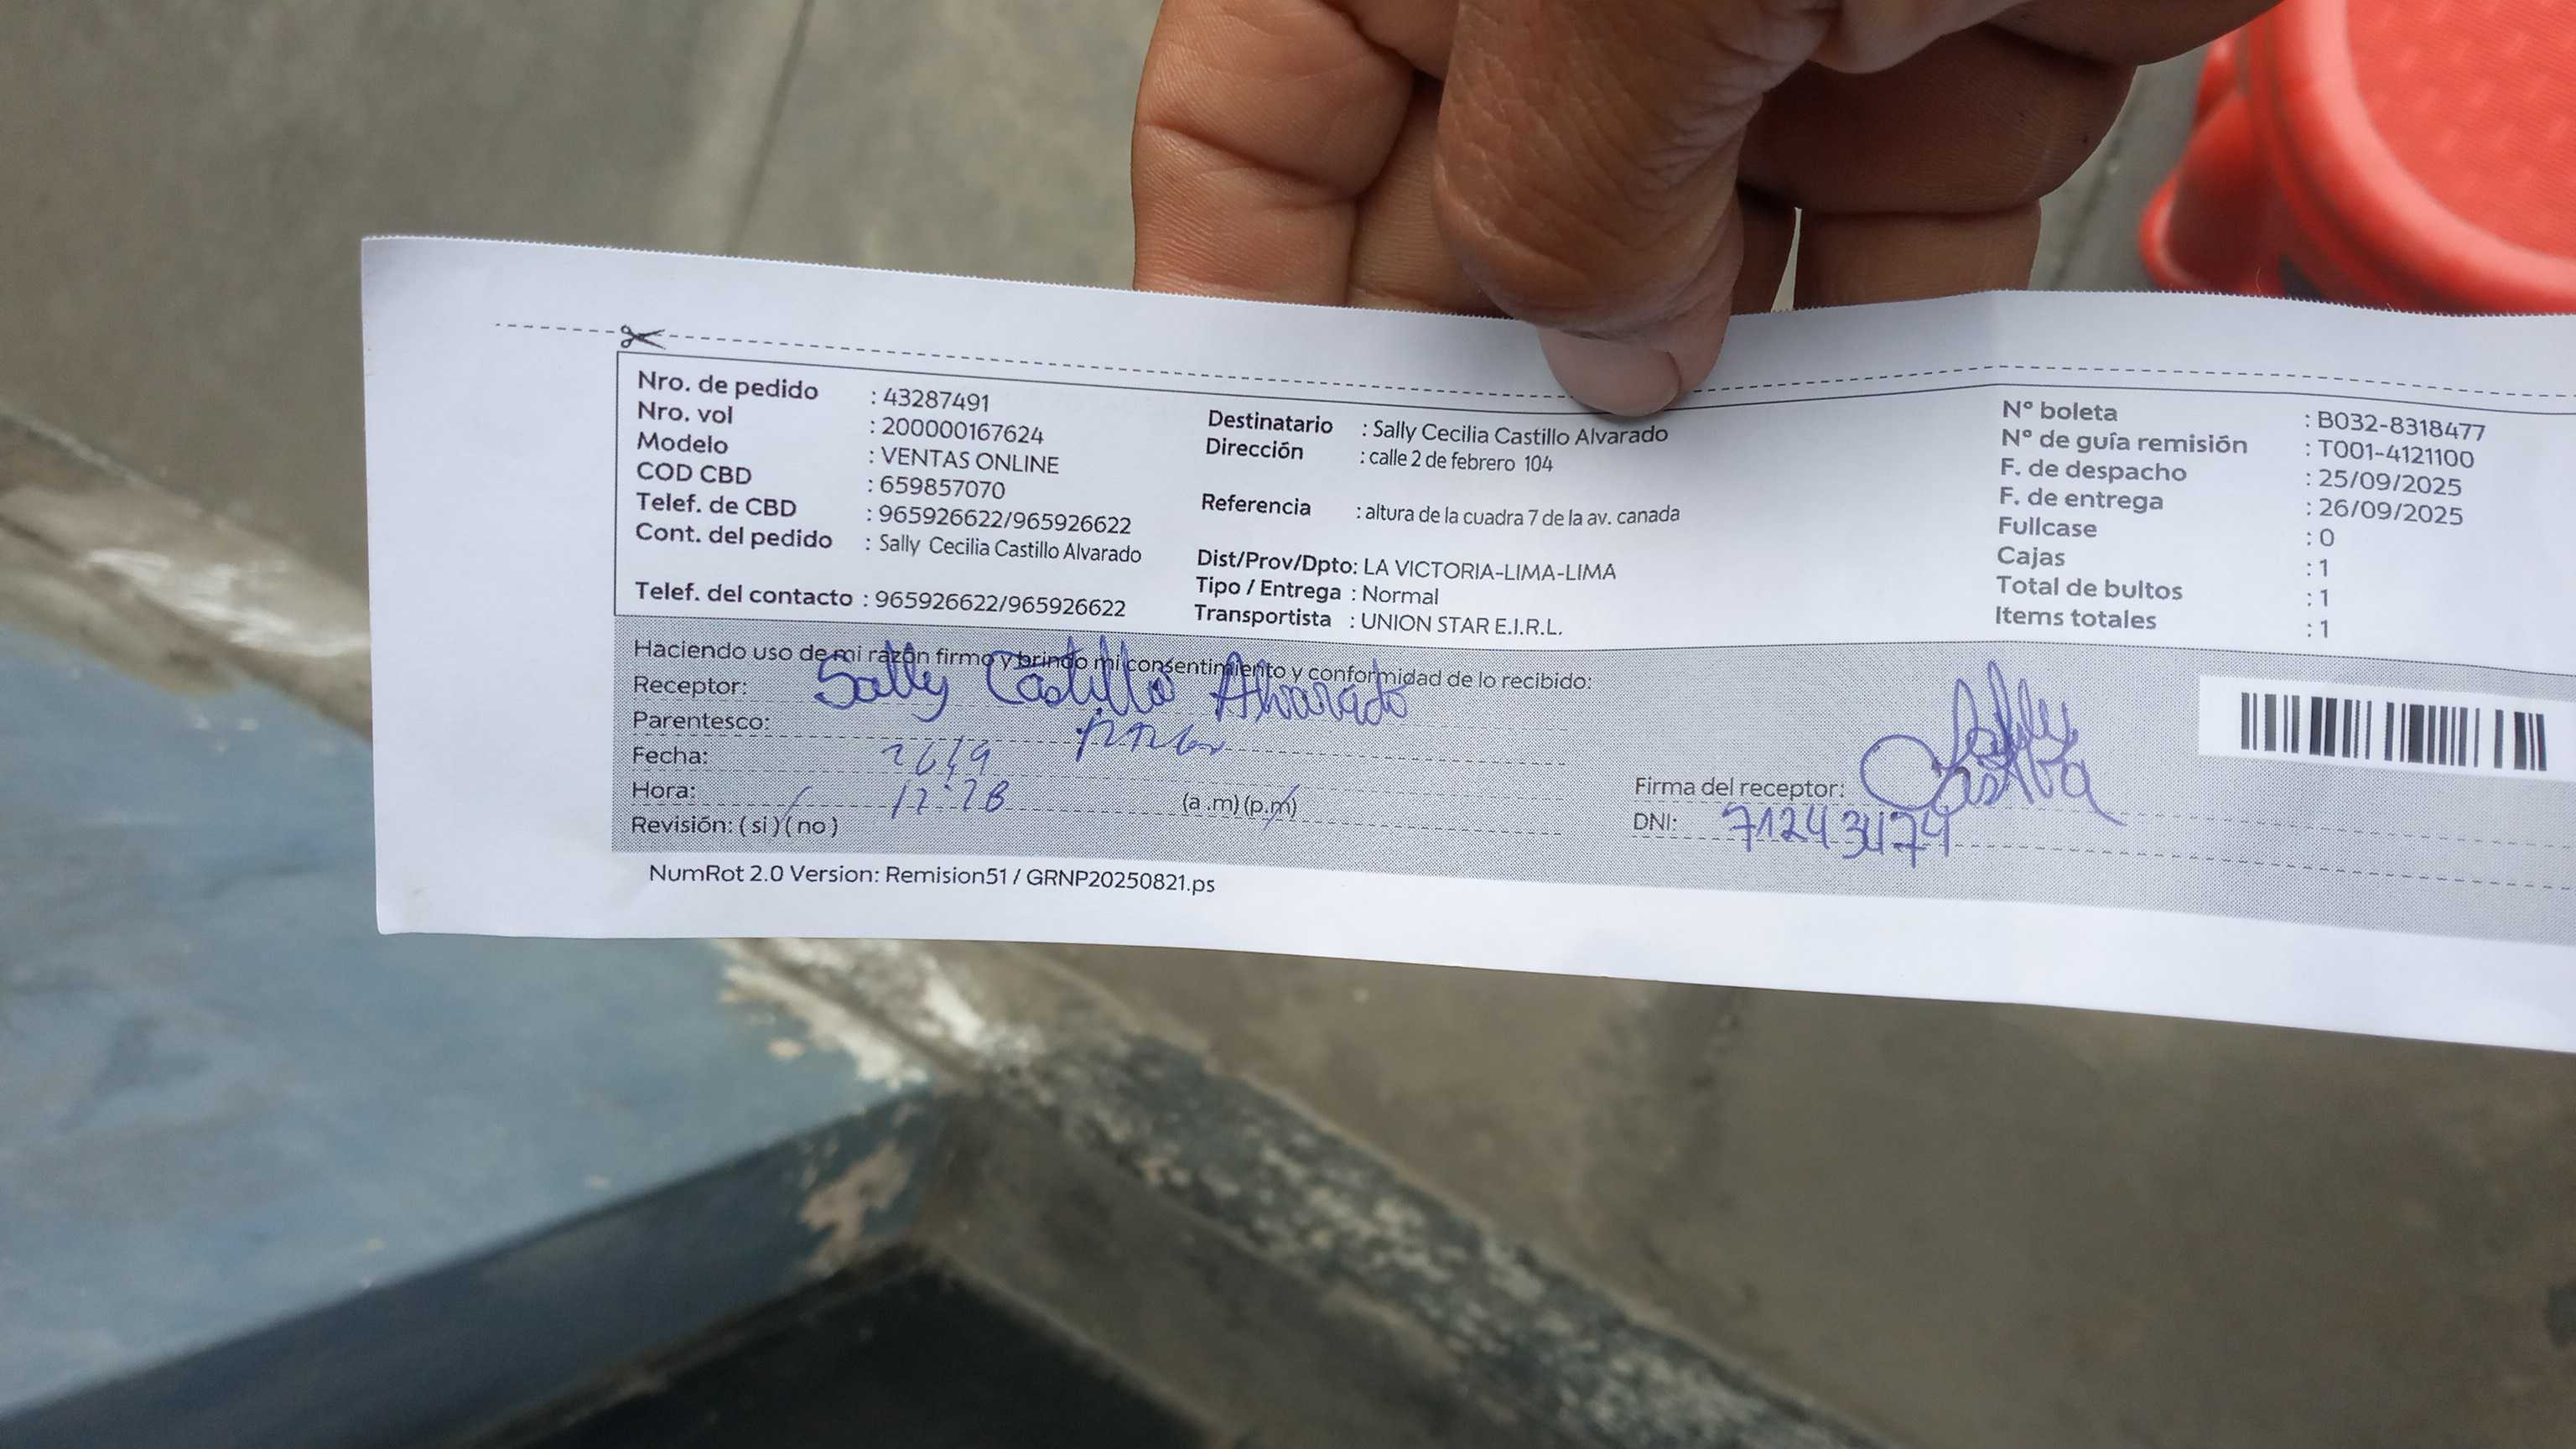 Nro. de pedido : 43287491
Nro. vol : 200000167624
Modelo : VENTAS ONLINE
COD CBD : 659857070
Telef. de CBD : 965926622/965926622
Cont. del pedido : Sally Cecilia Castillo Alvarado
Telef. del contacto : 965926622/965926622
Destinatario : Sally Cecilia Castillo Alvarado
Dirección : calle 2 de febrero 104
Referencia : altura de la cuadra 7 de la av. canada
Dist/Prov/Dpto: LA VICTORIA-LIMA-LIMA
Tipo / Entrega : Normal
Transportista : UNION STAR E.I.R.L.
N° boleta : B032-8318477
N° de guía remisión : T001-4121100
F. de despacho : 25/09/2025
F. de entrega : 26/09/2025
Fullcase : 0
Cajas : 1
Total de bultos : 1
Items totales : 1
Haciendo uso de mi razón firmo y brindo mi consentimiento y conformidad de lo recibido:
Receptor: Sally Castillo Alvarado
Parentesco:
Fecha: 26/9
Hora: 12:28 (a .m) (p.m)
Revisión: ( si ) ( no )
Firma del receptor: Sally
DNI: 71243474
NumRot 2.0 Version: Remision51 / GRNP20250821.ps